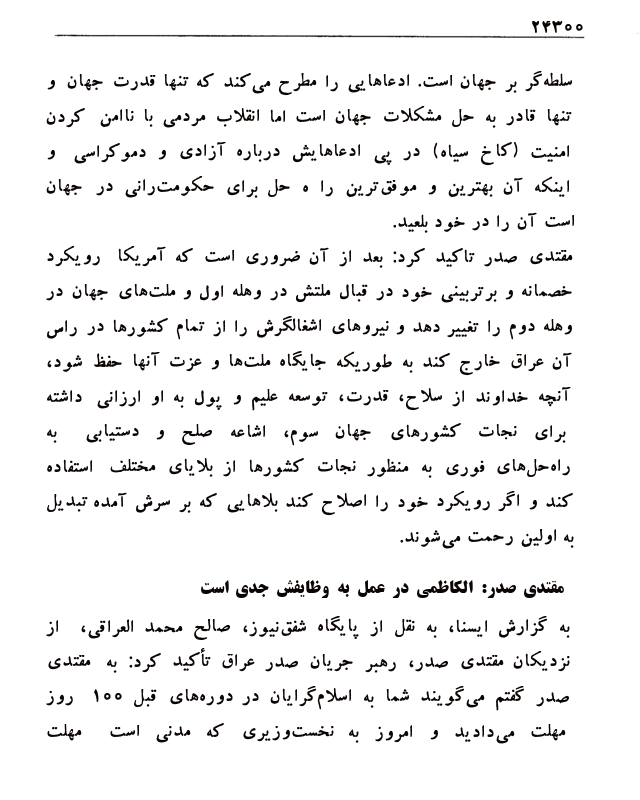 ۲۴۳۰۰
سلطه‌گر بر جهان است. ادعاهایی را مطرح می‌کند که تنها قدرت جهان و
تنها قادر به حل مشکلات جهان است اما انقلاب مردمی با ناامن کردن
امنیت (کاخ سیاه) در پی ادعاهایش درباره آزادی و دموکراسی و
اینکه آن بهترین و موفق‌ترین را ه حل برای حکومت‌رانی در جهان
است آن را در خود بلعید.
مقتدی صدر تاکید کرد: بعد از آن ضروری است که آمریکا رویکرد
خصمانه و برتربینی خود در قبال ملتش در وهله اول و ملت‌های جهان در
وهله دوم را تغییر دهد و نیروهای اشغالگرش را از تمام کشورها در راس
آن عراق خارج کند به طوریکه جایگاه ملت‌ها و عزت آنها حفظ شود،
آنچه خداوند از سلاح، قدرت، توسعه علیم و پول به او ارزانی داشته
برای نجات کشورهای جهان سوم، اشاعه صلح و دستیابی به
راه‌حل‌های فوری به منظور نجات کشورها از بلایای مختلف استفاده
کند و اگر رویکرد خود را اصلاح کند بلاهایی که بر سرش آمده تبدیل
به اولین رحمت می‌شوند.
مقتدی صدر: الکاظمی در عمل به وظایفش جدی است
به گزارش ایسنا، به نقل از پایگاه شفق‌نیوز، صالح محمد العراقی، از
نزدیکان مقتدی صدر، رهبر جریان صدر عراق تأکید کرد: به مقتدی
صدر گفتم می‌گویند شما به اسلام‌گرایان در دوره‌های قبل ۱۰۰ روز
مهلت می‌دادید و امروز به نخست‌وزیری که مدنی است مهلت